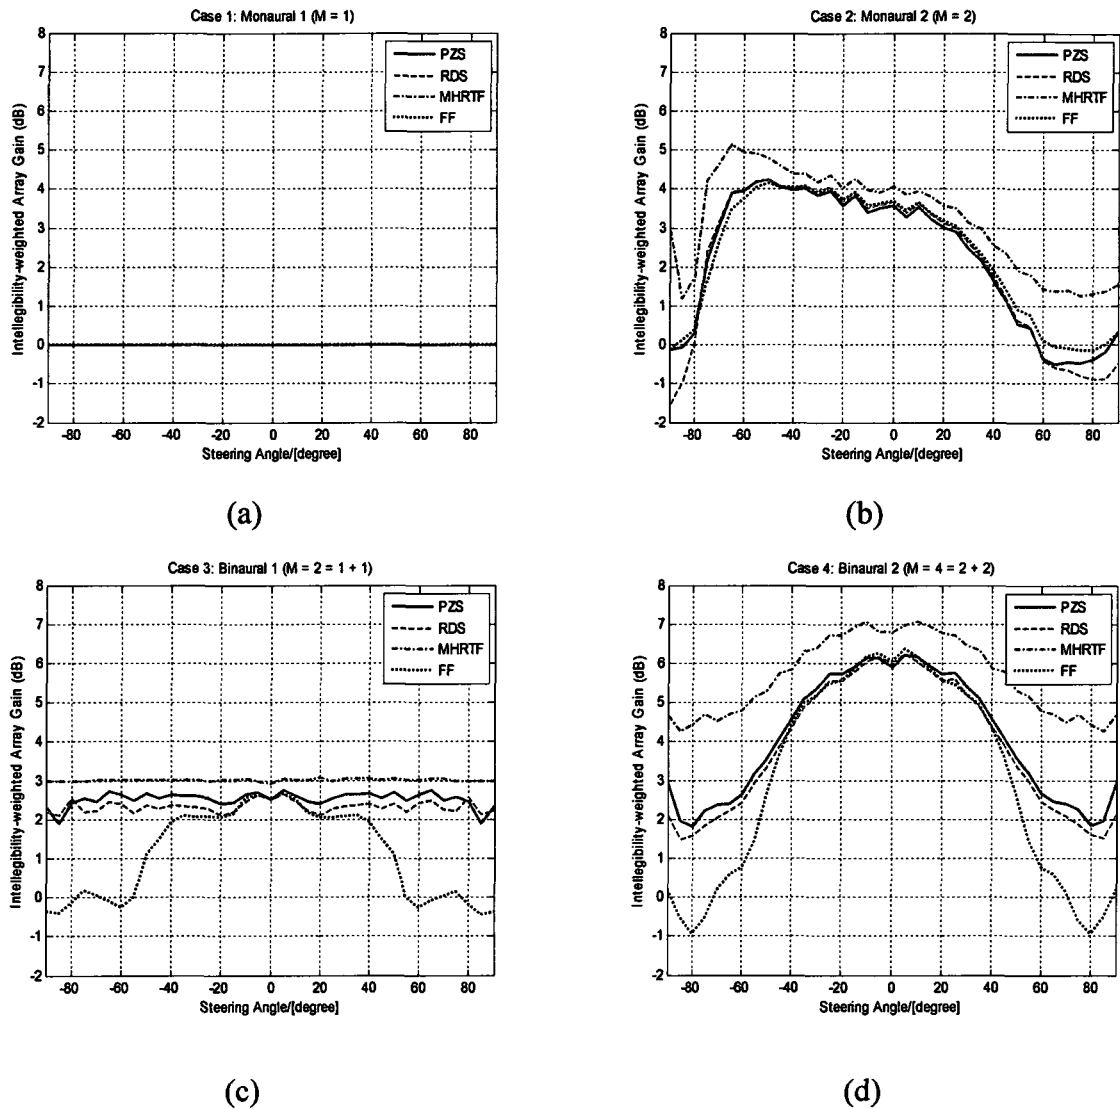 Case 1: Monaural 1 (M = 1)
Intellegibility-weighted Array Gain (dB)
8
7
6
5
4
3
2
1
0
-1
-2
PZS
RDS
MHRTF
FF
-80 -60 -40 -20 0 20 40 60 80
Steering Angle/[degree]
(a)
Case 2: Monaural 2 (M = 2)
Intellegibility-weighted Array Gain (dB)
8
7
6
5
4
3
2
1
0
-1
-2
PZS
RDS
MHRTF
FF
-80 -60 -40 -20 0 20 40 60 80
Steering Angle/[degree]
(b)
Case 3: Binaural 1 (M = 2 = 1 + 1)
Intellegibility-weighted Array Gain (dB)
8
7
6
5
4
3
2
1
0
-1
-2
PZS
RDS
MHRTF
FF
-80 -60 -40 -20 0 20 40 60 80
Steering Angle/[degree]
(c)
Case 4: Binaural 2 (M = 4 = 2 + 2)
Intellegibility-weighted Array Gain (dB)
8
7
6
5
4
3
2
1
0
-1
-2
PZS
RDS
MHRTF
FF
-80 -60 -40 -20 0 20 40 60 80
Steering Angle/[degree]
(d)